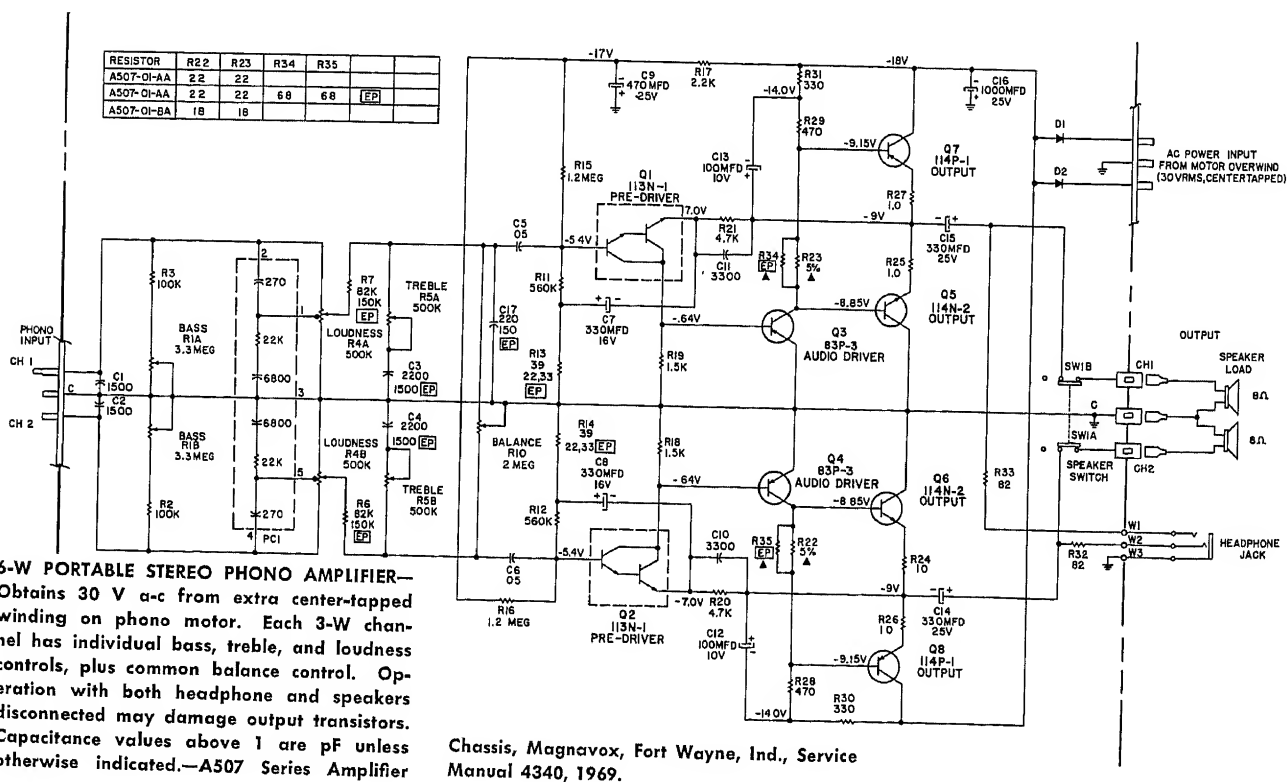 RESISTOR R22 R23 R34 R35
A507-01-AA 22 22
A507-01-AA 22 22 68 68 EP
A507-01-BA 18 18
-17V
C9
470MFD
-25V
R17
2.2K
R31
330
-18V
C16
1000MFD
25V
-14.0V
R29
470
D1
D2
AC POWER INPUT
FROM MOTOR OVERWIND
(30VRMS, CENTERTAPPED)
-9.15V
Q7
114P-1
OUTPUT
C13
100MFD
10V
R15
1.2MEG
Q1
113N-1
PRE-DRIVER
R27
1.0
7.0V
R21
4.7K
-9V
C15
330MFD
25V
C5
05
-5.4V
C11
3300
R34
EP
R23
5%
R25
1.0
R3
100K
2
270
R7
82K
150K
EP
TREBLE
R5A
500K
R11
560K
C17
220
150
EP
C7
330MFD
16V
-8.85V
Q5
114N-2
OUTPUT
-.64V
Q3
83P-3
AUDIO DRIVER
PHONO
INPUT
CH 1
C
CH 2
C1
1500
C2
1500
BASS
R1A
3.3MEG
1
22K
6800
LOUDNESS
R4A
500K
C3
2200
1500 EP
R13
39
22,33
EP
R19
1.5K
OUTPUT
SPEAKER
LOAD
SW1B
CH1
8Ω
3
G
BASS
R1B
3.3MEG
6800
22K
5
LOUDNESS
R4B
500K
C4
2200
1500 EP
BALANCE
R10
2 MEG
R14
39
22,33 EP
C8
330MFD
16V
R18
1.5K
SW1A
SPEAKER
SWITCH
CH2
8Ω
Q4
83P-3
AUDIO DRIVER
-64V
Q6
114N-2
OUTPUT
-8 85V
R33
82
TREBLE
R5B
500K
R2
100K
270
4
PC1
R6
82K
150K
EP
R12
560K
C6
05
-5.4V
C10
3300
R35
EP
R22
5%
R24
10
W1
W2
W3
R32
82
HEADPHONE
JACK
R16
1.2 MEG
Q2
113N-1
PRE-DRIVER
-7.0V
R20
4.7K
-9V
C14
330MFD
25V
R26
10
C12
100MFD
10V
-9.15V
Q8
114P-1
OUTPUT
R28
470
-140V
R30
330
6-W PORTABLE STEREO PHONO AMPLIFIER—
Obtains 30 V a-c from extra center-tapped
winding on phono motor. Each 3-W chan-
nel has individual bass, treble, and loudness
controls, plus common balance control. Op-
eration with both headphone and speakers
disconnected may damage output transistors.
Capacitance values above 1 are pF unless
otherwise indicated.—A507 Series Amplifier
Chassis, Magnavox, Fort Wayne, Ind., Service
Manual 4340, 1969.